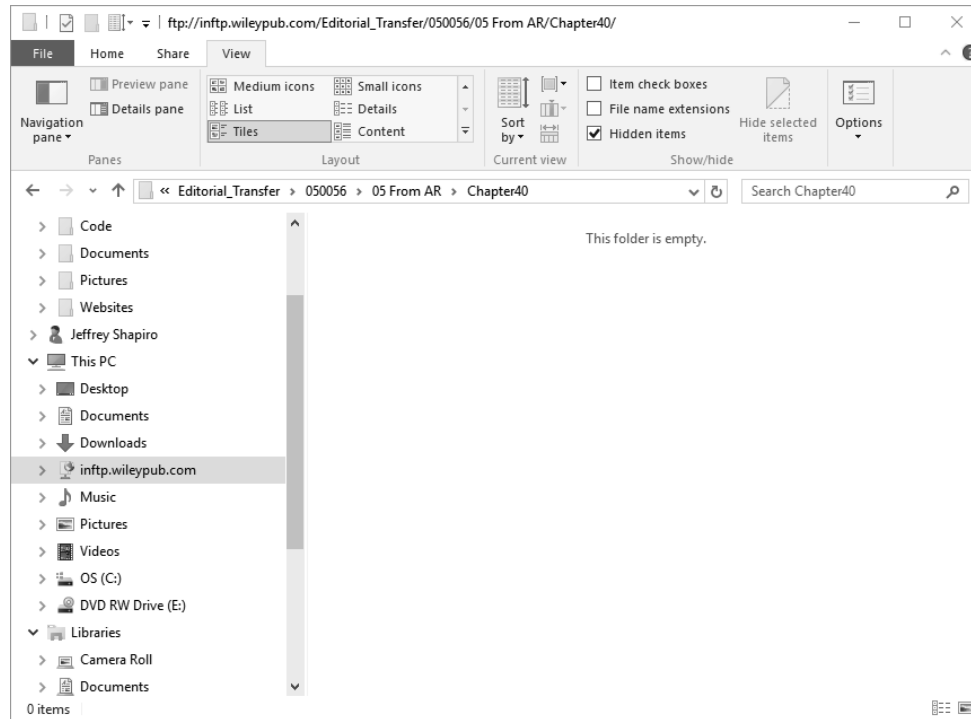 ftp://inftp.wileypub.com/Editorial_Transfer/050056/05 From AR/Chapter40/
File Home Share View
Navigation pane
Preview pane
Details pane
Panes
Medium icons Small icons
List Details
Tiles Content
Layout
Sort by
Current view
Item check boxes
File name extensions
Hidden items
Hide selected items
Show/hide
Options
« Editorial_Transfer > 050056 > 05 From AR > Chapter40
Search Chapter40
Code
Documents
Pictures
Websites
Jeffrey Shapiro
This PC
Desktop
Documents
Downloads
inftp.wileypub.com
Music
Pictures
Videos
OS (C:)
DVD RW Drive (E:)
Libraries
Camera Roll
Documents
This folder is empty.
0 items